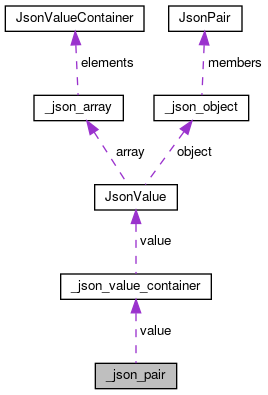 JsonValueContainer JsonPair
elements members
_json_array _json_object
array object
JsonValue
value
_json_value_container
value
_json_pair